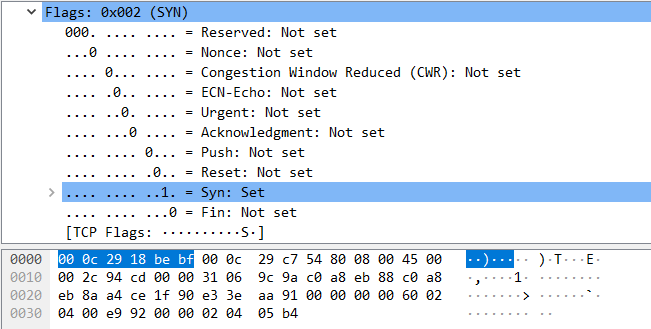 Flags: 0x002 (SYN)
000. .... .... = Reserved: Not set
...0 .... .... = Nonce: Not set
.... 0... .... = Congestion Window Reduced (CWR): Not set
.... .0.. .... = ECN-Echo: Not set
.... ..0. .... = Urgent: Not set
.... ...0 .... = Acknowledgment: Not set
.... .... 0... = Push: Not set
.... .... .0.. = Reset: Not set
.... .... ..1. = Syn: Set
.... .... ...0 = Fin: Not set
[TCP Flags: ··········S·]
0000 00 0c 29 18 be bf 00 0c 29 c7 54 80 08 00 45 00 ··)····· )·T···E·
0010 00 2c 94 cd 00 00 31 06 9c 9a c0 a8 eb 88 c0 a8 ·,····1· ········
0020 eb 8a a4 ce 1f 90 e3 3e aa 91 00 00 00 00 60 02 ·······> ······`·
0030 04 00 e9 92 00 00 02 04 05 b4 ········ ··